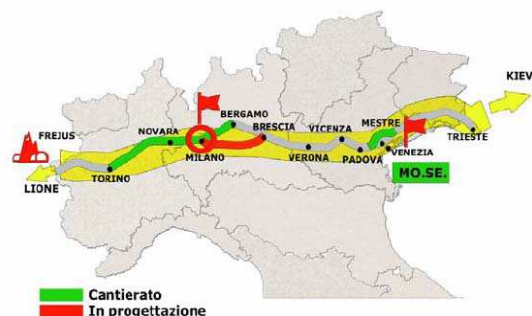 KIEV
FREJUS
BERGAMO
NOVARA
BRESCIA
VICENZA
MESTRE
TRIESTE
MILANO
VERONA
PADOVA
VENEZIA
LIONE
TORINO
MO.SE.
Cantierato
In progettazione